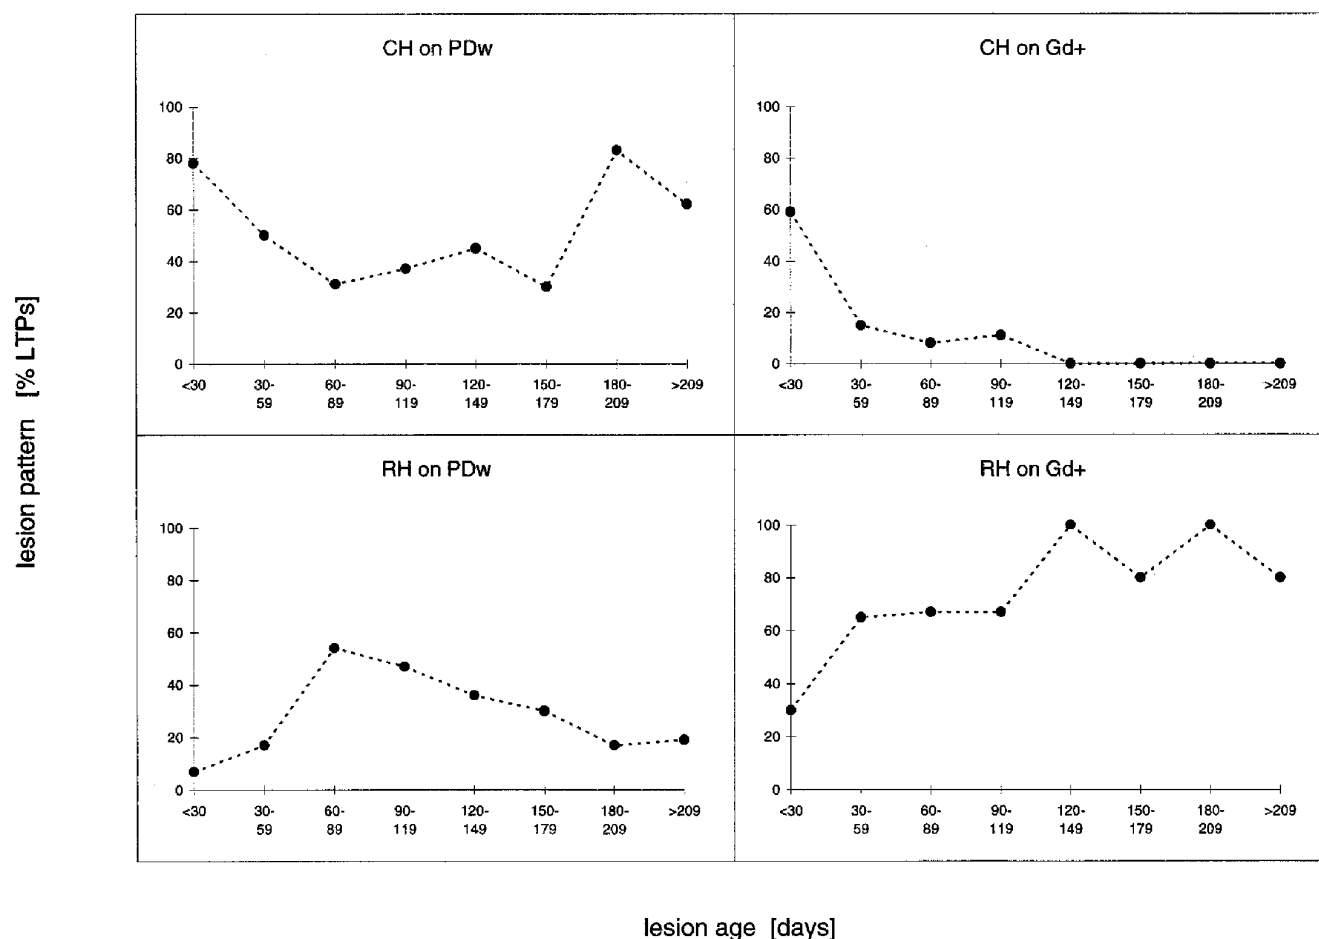 CH on PDw
100
80
60
40
20
0
<30 30- 60- 90- 120- 150- 180- >209
59 89 119 149 179 209
CH on Gd+
100
80
60
40
20
0
<30 30- 60- 90- 120- 150- 180- >209
59 89 119 149 179 209
lesion pattern [% LTPs]
RH on PDw
100
80
60
40
20
0
<30 30- 60- 90- 120- 150- 180- >209
59 89 119 149 179 209
RH on Gd+
100
80
60
40
20
0
<30 30- 60- 90- 120- 150- 180- >209
59 89 119 149 179 209
lesion age [days]